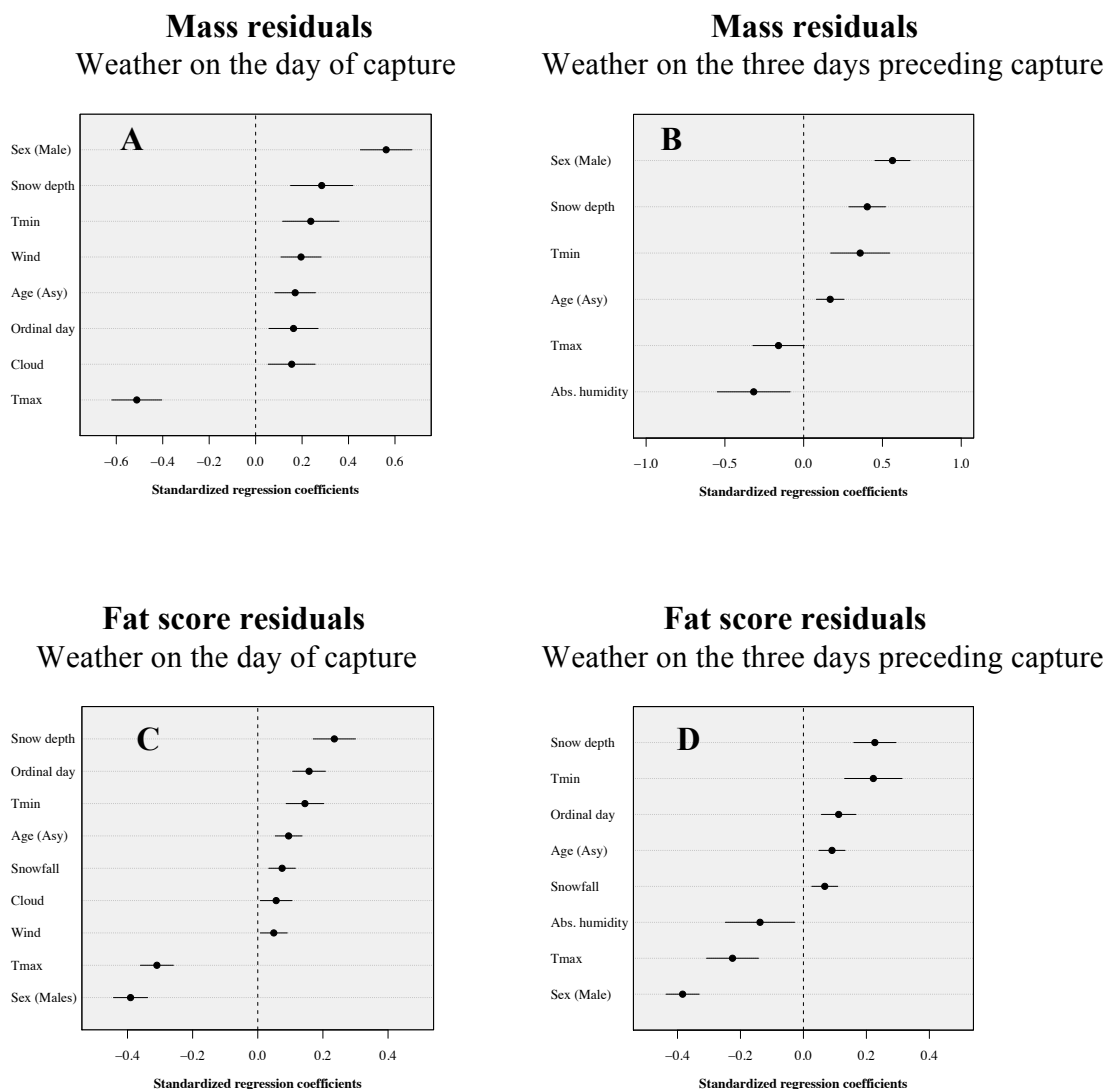 Mass residuals
Weather on the day of capture
A
Sex (Male)
Snow depth
Tmin
Wind
Age (Asy)
Ordinal day
Cloud
Tmax
−0.6 −0.4 −0.2 0.0 0.2 0.4 0.6
Standardized regression coefficients
Mass residuals
Weather on the three days preceding capture
B
Sex (Male)
Snow depth
Tmin
Age (Asy)
Tmax
Abs. humidity
−1.0 −0.5 0.0 0.5 1.0
Standardized regression coefficients
Fat score residuals
Weather on the day of capture
C
Snow depth
Ordinal day
Tmin
Age (Asy)
Snowfall
Cloud
Wind
Tmax
Sex (Males)
−0.4 −0.2 0.0 0.2 0.4
Standardized regression coefficients
Fat score residuals
Weather on the three days preceding capture
D
Snow depth
Tmin
Ordinal day
Age (Asy)
Snowfall
Abs. humidity
Tmax
Sex (Male)
−0.4 −0.2 0.0 0.2 0.4
Standardized regression coefficients